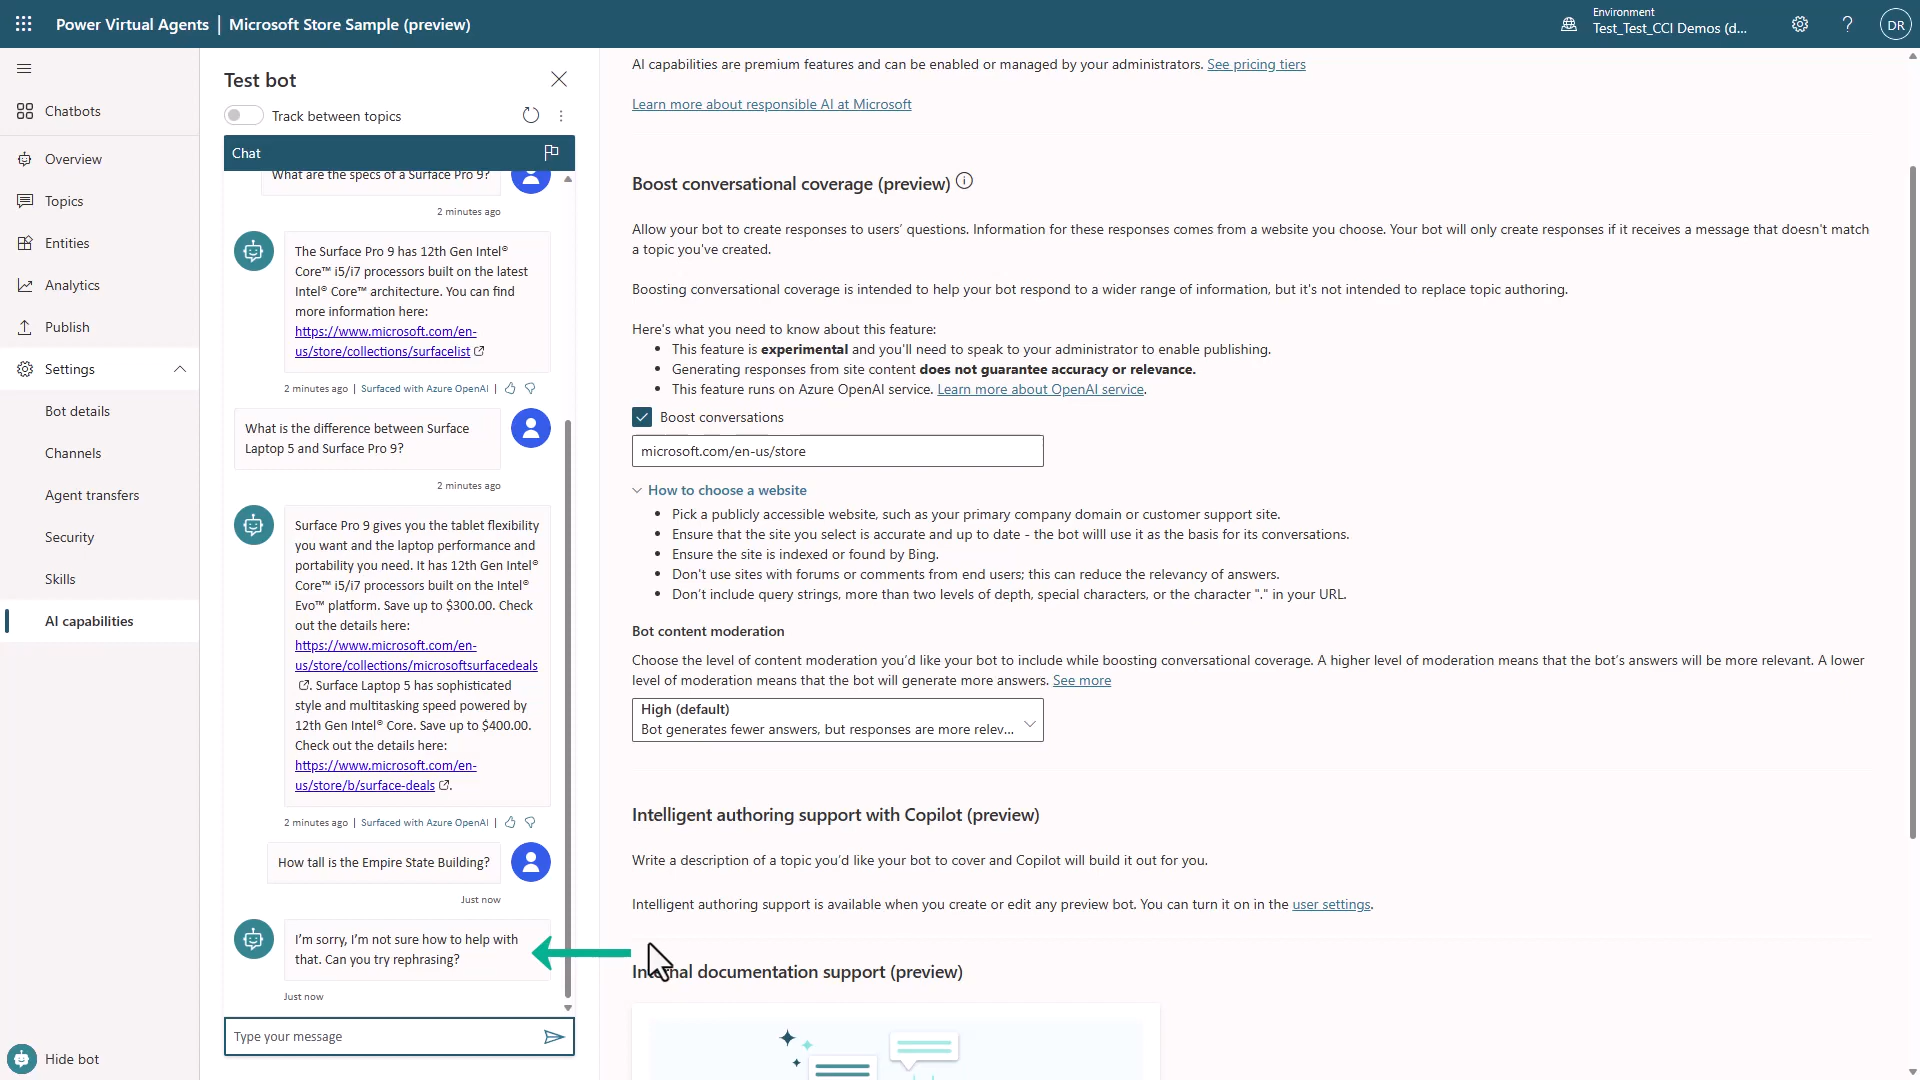 Power Virtual Agents | Microsoft Store Sample (preview)
Environment
Test_Test_CCI Demos (d...
?
DR
Chatbots
Overview
Topics
Entities
Analytics
Publish
Settings
Bot details
Channels
Agent transfers
Security
Skills
AI capabilities
Hide bot
Test bot
Track between topics
Chat
What are the specs of a Surface Pro 9?
2 minutes ago
The Surface Pro 9 has 12th Gen Intel®
Core™ i5/i7 processors built on the latest
Intel® Core™ architecture. You can find
more information here:
https://www.microsoft.com/en-
us/store/collections/surfacelist
2 minutes ago | Surfaced with Azure OpenAI |
What is the difference between Surface
Laptop 5 and Surface Pro 9?
2 minutes ago
Surface Pro 9 gives you the tablet flexibility
you want and the laptop performance and
portability you need. It has 12th Gen Intel®
Core™ i5/i7 processors built on the Intel®
Evo™ platform. Save up to $300.00. Check
out the details here:
https://www.microsoft.com/en-
us/store/collections/microsoftsurfacedeals
. Surface Laptop 5 has sophisticated
style and multitasking speed powered by
12th Gen Intel® Core. Save up to $400.00.
Check out the details here:
https://www.microsoft.com/en-
us/store/b/surface-deals .
2 minutes ago | Surfaced with Azure OpenAI |
How tall is the Empire State Building?
Just now
I'm sorry, I'm not sure how to help with
that. Can you try rephrasing?
Just now
Type your message
AI capabilities are premium features and can be enabled or managed by your administrators. See pricing tiers
Learn more about responsible AI at Microsoft
Boost conversational coverage (preview)
Allow your bot to create responses to users' questions. Information for these responses comes from a website you choose. Your bot will only create responses if it receives a message that doesn't match
a topic you've created.
Boosting conversational coverage is intended to help your bot respond to a wider range of information, but it's not intended to replace topic authoring.
Here's what you need to know about this feature:
• This feature is experimental and you'll need to speak to your administrator to enable publishing.
• Generating responses from site content does not guarantee accuracy or relevance.
• This feature runs on Azure OpenAI service. Learn more about OpenAI service.
Boost conversations
microsoft.com/en-us/store
How to choose a website
• Pick a publicly accessible website, such as your primary company domain or customer support site.
• Ensure that the site you select is accurate and up to date - the bot willl use it as the basis for its conversations.
• Ensure the site is indexed or found by Bing.
• Don't use sites with forums or comments from end users; this can reduce the relevancy of answers.
• Don't include query strings, more than two levels of depth, special characters, or the character "." in your URL.
Bot content moderation
Choose the level of content moderation you'd like your bot to include while boosting conversational coverage. A higher level of moderation means that the bot's answers will be more relevant. A lower
level of moderation means that the bot will generate more answers. See more
High (default)
Bot generates fewer answers, but responses are more relev...
Intelligent authoring support with Copilot (preview)
Write a description of a topic you'd like your bot to cover and Copilot will build it out for you.
Intelligent authoring support is available when you create or edit any preview bot. You can turn it on in the user settings.
Internal documentation support (preview)